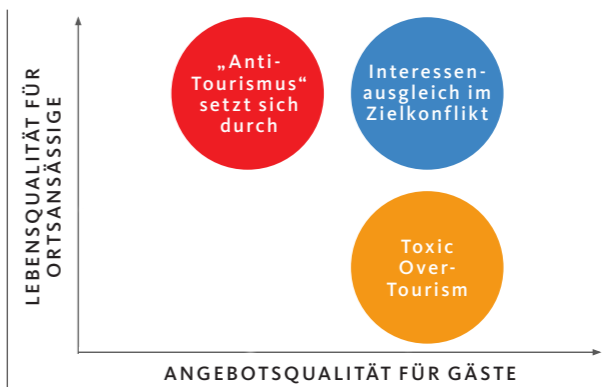 LEBENSQUALITÄT FÜR
ORTSANSÄSSIGE
„Anti-
Tourismus“
setzt sich
durch
Interessen-
ausgleich im
Zielkonflikt
Toxic
Over-
Tourism
ANGEBOTSQUALITÄT FÜR GÄSTE